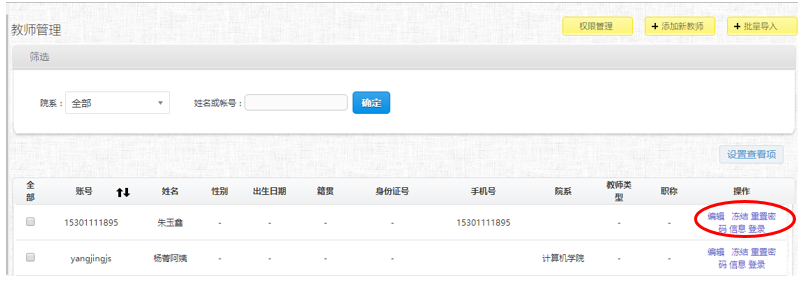 教师管理
权限管理
添加新教师
批量导入
筛选
院系：
全部
姓名或帐号：
确定
设置查看项
全部 账号 姓名 性别 出生日期 籍贯 身份证号 手机号 院系 教师类型 职称 操作
15301111895 朱玉鑫 - - - - 15301111895 - - 编辑 冻结 重置密
码 信息 登录
yangjingjs 杨蓉阿姨 - - - - 计算机学院 - - 编辑 冻结 重置密
码 信息 登录